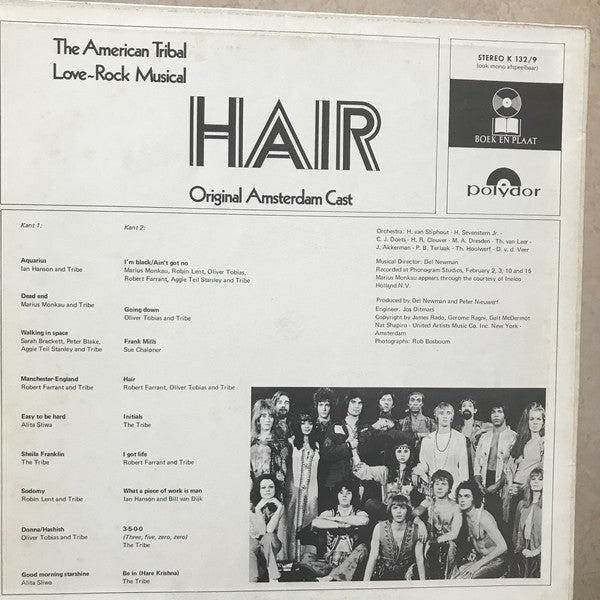 The American Tribal
Love-Rock Musical
HAIR
Original Amsterdam Cast
STEREO K 132/9
(ook mono afspeelbaar)
BOEK EN PLAAT
polydor
Kant 1:
Aquarius
Ian Hanson and Tribe
Dead end
Marius Monkau and Tribe
Walking in space
Sarah Brackett, Peter Blake,
Aggie Teil Stanley and Tribe
Manchester-England
Robert Farrant and Tribe
Easy to be hard
Alita Sliwa
Sheila Franklin
The Tribe
Sodomy
Robin Lent and Tribe
Donna/Hashish
Oliver Tobias and Tribe
Good morning starshine
Alita Sliwa
Kant 2:
I'm black/Ain't got no
Marius Monkau, Robin Lent, Oliver Tobias,
Robert Farrant, Aggie Teil Stanley and Tribe
Going down
Oliver Tobias and Tribe
Frank Mills
Sue Chaloner
Hair
Robert Farrant, Oliver Tobias and Tribe
Initials
The Tribe
I got life
Robert Farrant and Tribe
What a piece of work is man
Ian Hanson and Bill van Dijk
3-5-0-0
(Three, five, zero, zero)
The Tribe
Be in (Hare Krishna)
The Tribe
Orchestra: H. van Stiphout - H. Sevenstern Jr. -
C. J. Doets - H. R. Cleuver - M. A. Dresden - Th. van Leer -
J. Akkerman - P. B. Terlaak - Th. Hoolwerf - D. v.d. Veer
Musical Director: Del Newman
Recorded at Phonogram Studios, February 2, 3, 10 and 15
Marius Monkau appears through the courtesy of Inelco
Holland N.V.
Produced by Del Newman and Peter Nieuwerf
Engineer: Jos Ditmars
Copyright by James Rado, Gerome Ragni, Galt McDermot
Nat Shapiro - United Artists Music Co. Inc. New York -
Amsterdam
Photographs: Rob Bosboom